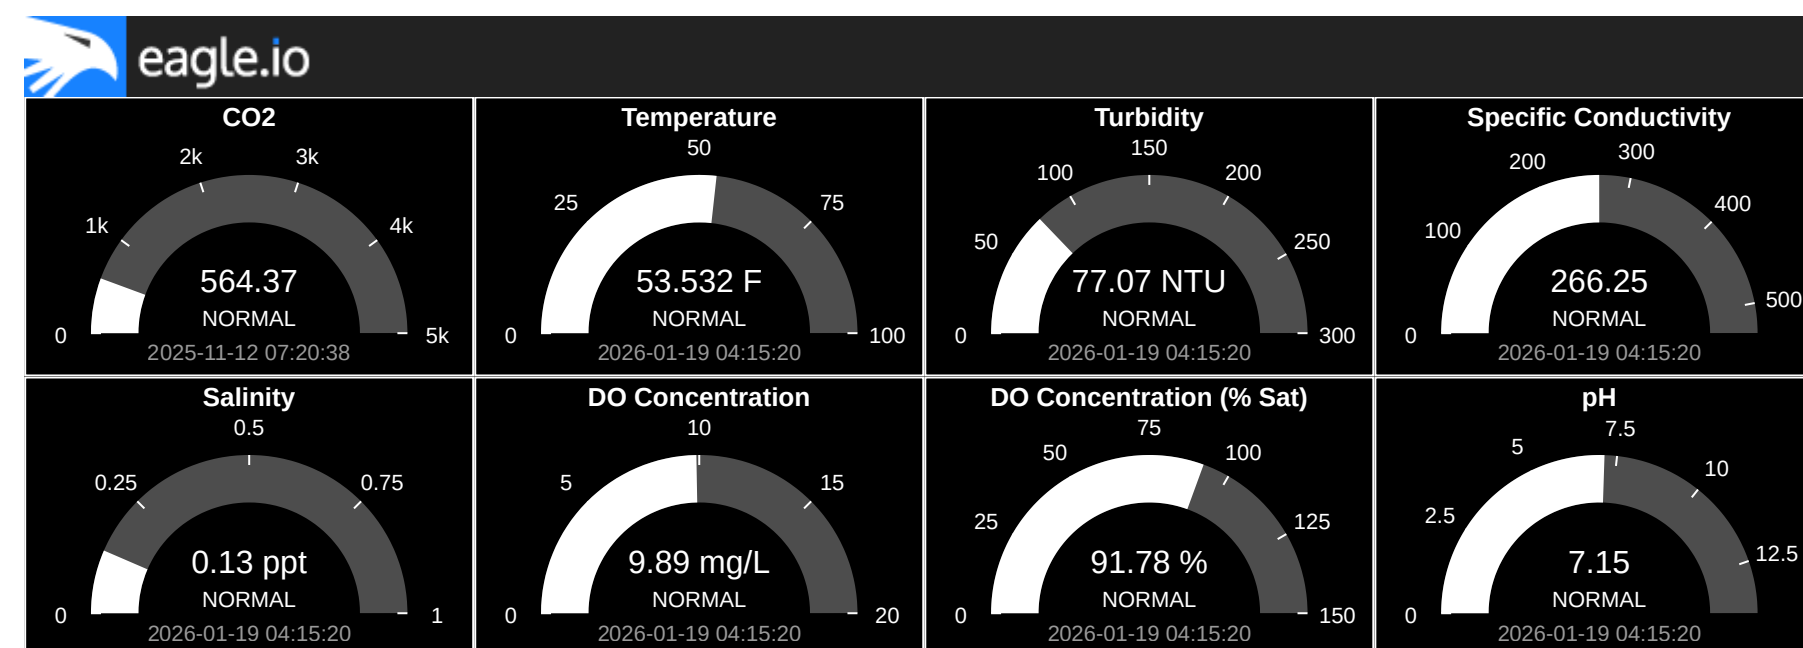 eagle.io
CO2
2k
3k
1k
4k
564.37
NORMAL
0
5k
2025-11-12 07:20:38
Temperature
50
25
75
53.532 F
NORMAL
0
100
2026-01-19 04:15:20
Turbidity
150
100
200
50
250
77.07 NTU
NORMAL
0
300
2026-01-19 04:15:20
Specific Conductivity
300
200
400
100
266.25
500
NORMAL
0
2026-01-19 04:15:20
Salinity
0.5
0.25
0.75
0.13 ppt
NORMAL
0
1
2026-01-19 04:15:20
DO Concentration
10
5
15
9.89 mg/L
NORMAL
0
20
2026-01-19 04:15:20
DO Concentration (% Sat)
75
50
100
25
125
91.78 %
NORMAL
0
150
2026-01-19 04:15:20
pH
7.5
5
10
2.5
12.5
7.15
NORMAL
0
2026-01-19 04:15:20